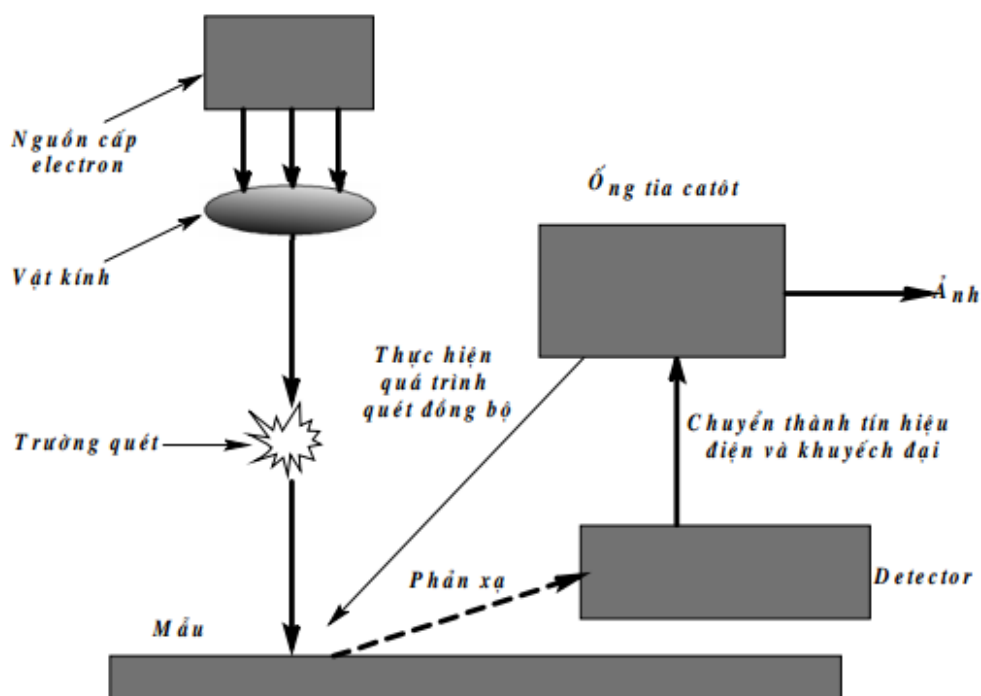 Nguồn cấp
electron
Vật kính
Trường quét
Mẫu
Ống tia catôt
Ảnh
Thực hiện
quá trình
quét đồng bộ
Chuyển thành tín hiệu
điện và khuyếch đại
Phản xạ
Detector